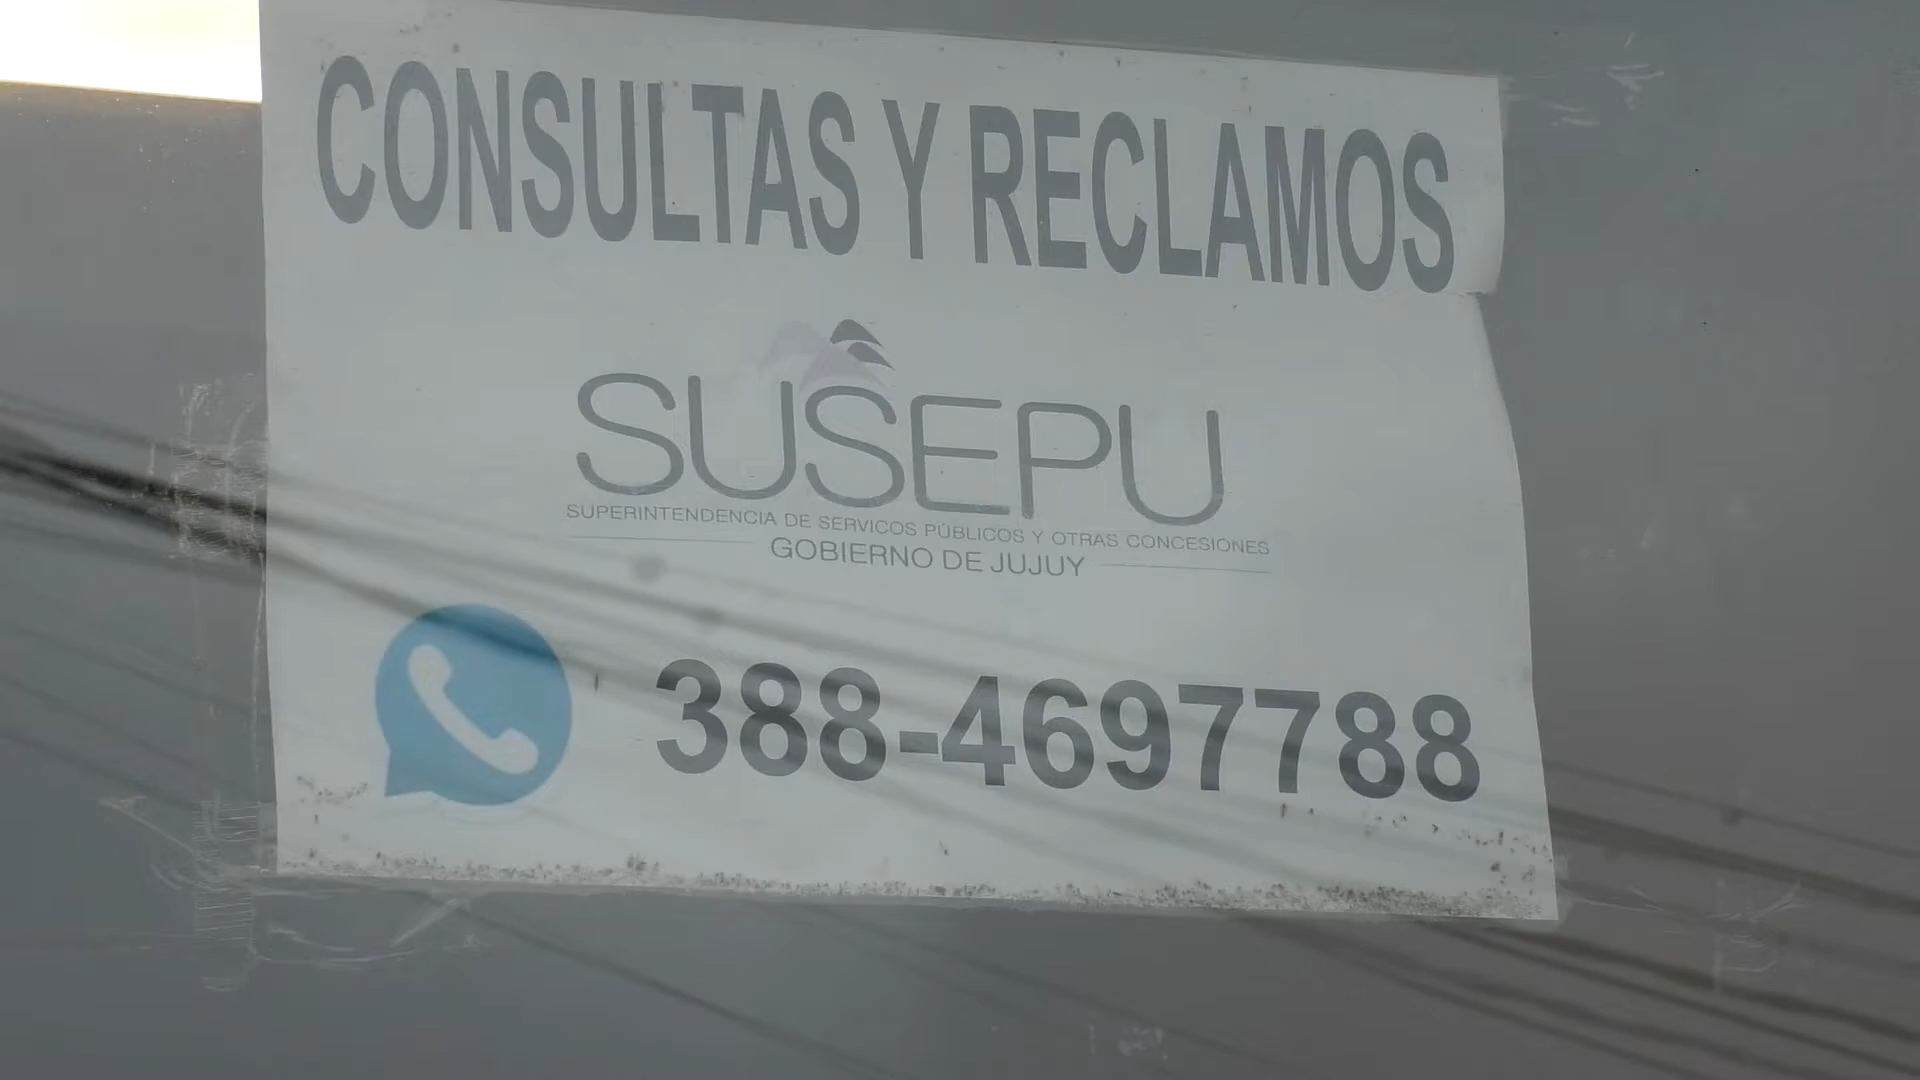 CONSULTAS Y RECLAMOS
SUSEPU
SUPERINTENDENCIA DE SERVICOS PÚBLICOS Y OTRAS CONCESIONES
GOBIERNO DE JUJUY
388-4697788